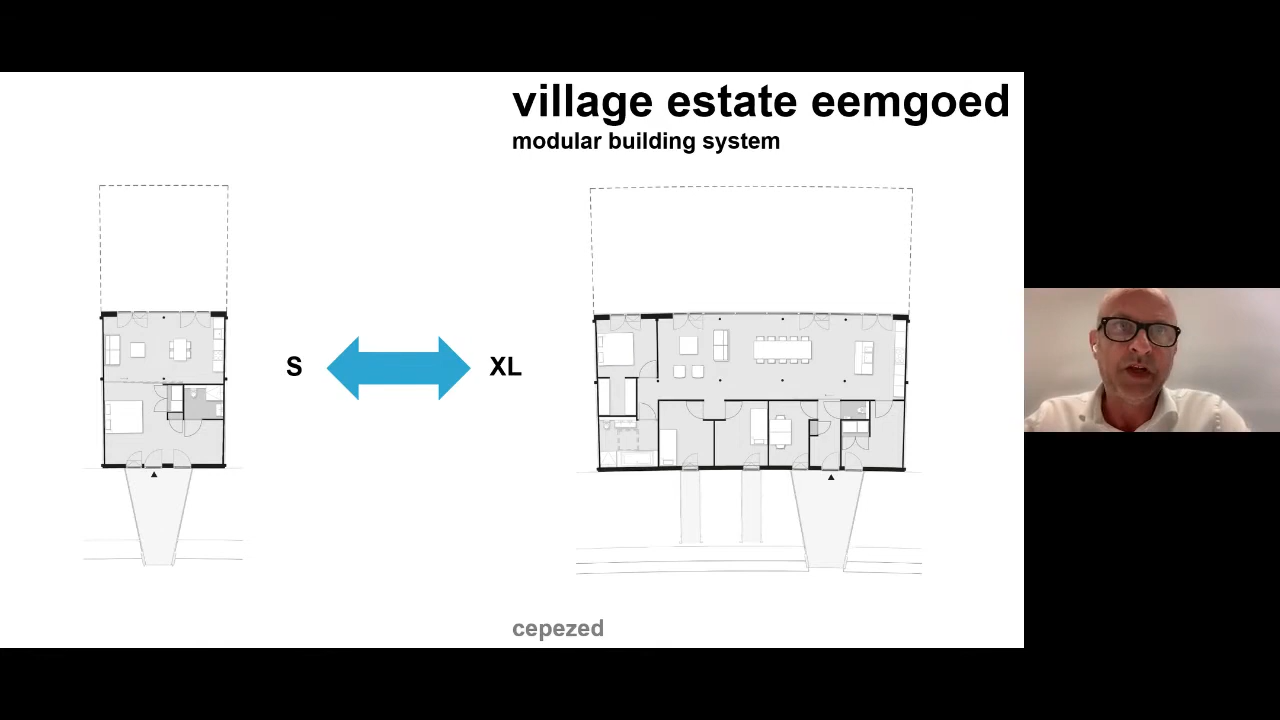 village estate eemgoed
modular building system
S
XL
cepezed